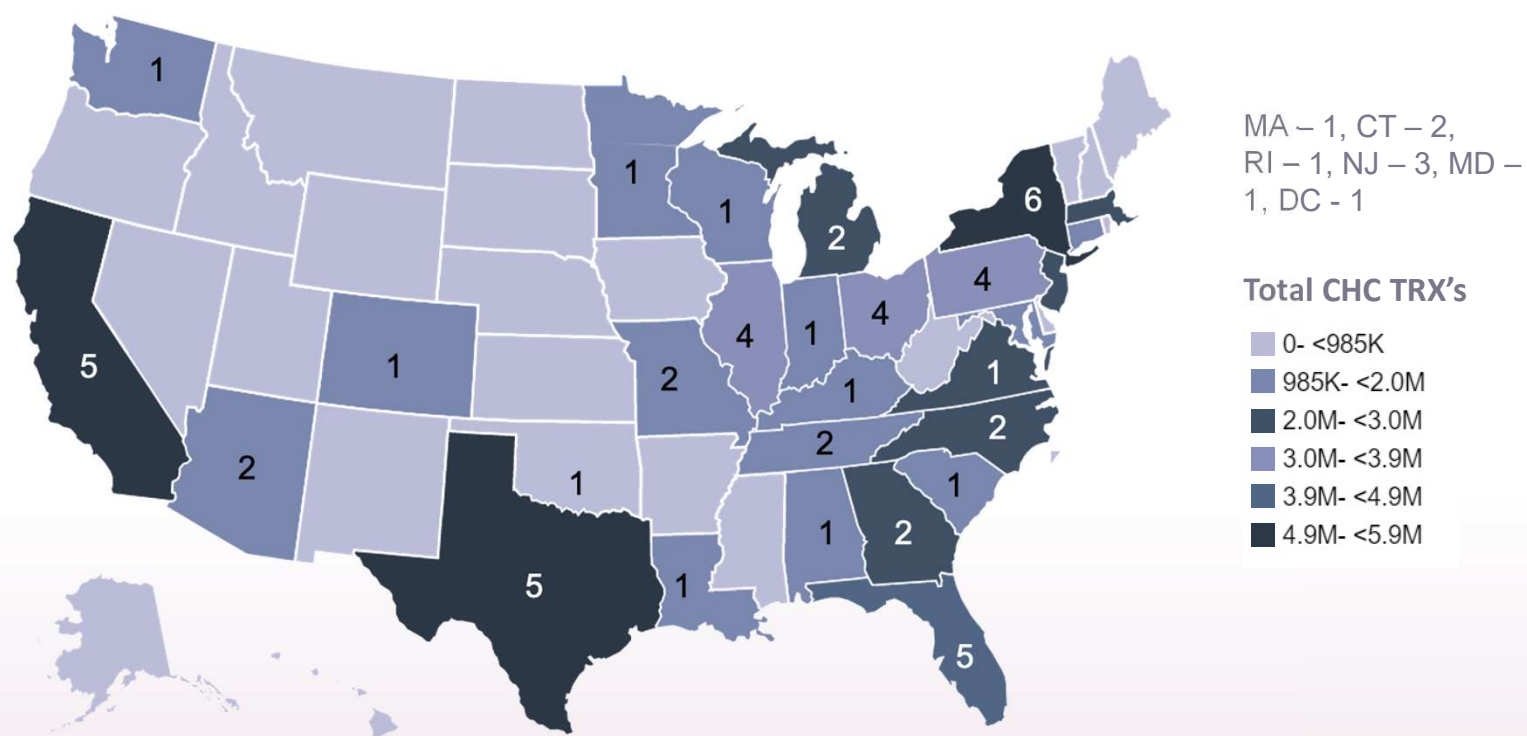 1
MA – 1, CT – 2,
RI – 1, NJ – 3, MD –
1, DC - 1
1
1
6
2
4
4
4
1
5
1
2
1
1
2
2
2
1
1
1
2
1
5
5
Total CHC TRX's
0- <985K
985K- <2.0M
2.0M- <3.0M
3.0M- <3.9M
3.9M- <4.9M
4.9M- <5.9M